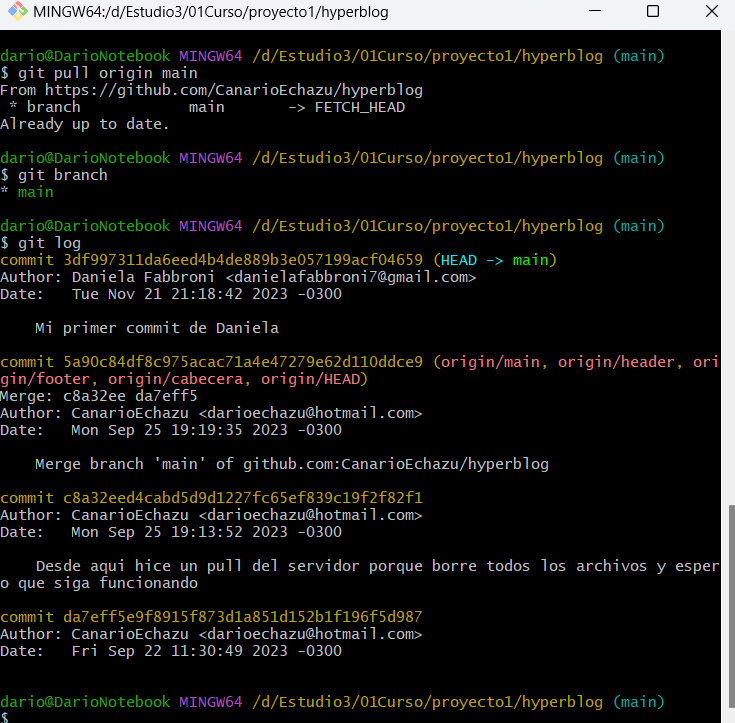 MINGW64:/d/Estudio3/01Curso/proyecto1/hyperblog
dario@DarioNotebook MINGW64 /d/Estudio3/01Curso/proyecto1/hyperblog (main)
$ git pull origin main
From https://github.com/CanarioEchazu/hyperblog
 * branch            main       -> FETCH_HEAD
Already up to date.
dario@DarioNotebook MINGW64 /d/Estudio3/01Curso/proyecto1/hyperblog (main)
$ git branch
* main
dario@DarioNotebook MINGW64 /d/Estudio3/01Curso/proyecto1/hyperblog (main)
$ git log
commit 3df997311da6eed4b4de889b3e057199acf04659 (HEAD -> main)
Author: Daniela Fabbroni <danielafabbroni7@gmail.com>
Date:   Tue Nov 21 21:18:42 2023 -0300
    Mi primer commit de Daniela
commit 5a90c84df8c975acac71a4e47279e62d110ddce9 (origin/main, origin/header, ori
gin/footer, origin/cabecera, origin/HEAD)
Merge: c8a32ee da7eff5
Author: CanarioEchazu <darioechazu@hotmail.com>
Date:   Mon Sep 25 19:19:35 2023 -0300
    Merge branch 'main' of github.com:CanarioEchazu/hyperblog
commit c8a32eed4cabd5d9d1227fc65ef839c19f2f82f1
Author: CanarioEchazu <darioechazu@hotmail.com>
Date:   Mon Sep 25 19:13:52 2023 -0300
    Desde aqui hice un pull del servidor porque borre todos los archivos y esper
o que siga funcionando
commit da7eff5e9f8915f873d1a851d152b1f196f5d987
Author: CanarioEchazu <darioechazu@hotmail.com>
Date:   Fri Sep 22 11:30:49 2023 -0300
dario@DarioNotebook MINGW64 /d/Estudio3/01Curso/proyecto1/hyperblog (main)
$